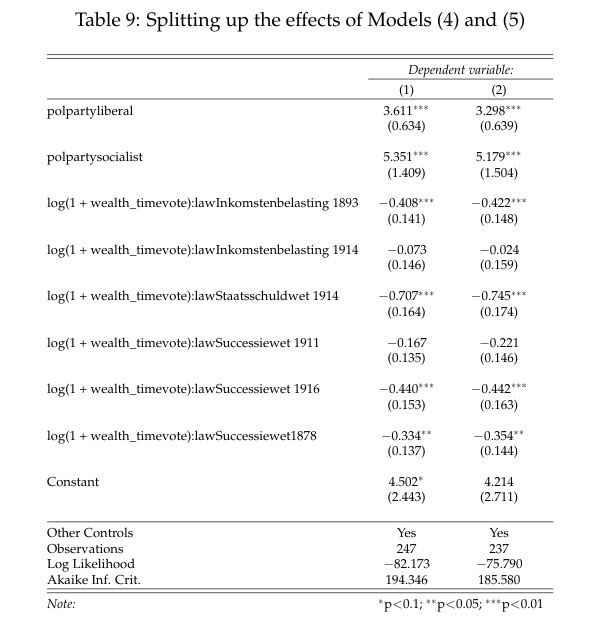 Table 9: Splitting up the effects of Models (4) and (5)
Dependent variable:
(1) (2)
polpartyliberal 3.611*** 3.298***
(0.634) (0.639)
polpartysocialist 5.351*** 5.179***
(1.409) (1.504)
log(1 + wealth_timevote):lawInkomstenbelasting 1893 −0.408*** −0.422***
(0.141) (0.148)
log(1 + wealth_timevote):lawInkomstenbelasting 1914 −0.073 −0.024
(0.146) (0.159)
log(1 + wealth_timevote):lawStaatsschuldwet 1914 −0.707*** −0.745***
(0.164) (0.174)
log(1 + wealth_timevote):lawSuccessiewet 1911 −0.167 −0.221
(0.135) (0.146)
log(1 + wealth_timevote):lawSuccessiewet 1916 −0.440*** −0.442***
(0.153) (0.163)
log(1 + wealth_timevote):lawSuccessiewet1878 −0.334** −0.354**
(0.137) (0.144)
Constant 4.502* 4.214
(2.443) (2.711)
Other Controls Yes Yes
Observations 247 237
Log Likelihood −82.173 −75.790
Akaike Inf. Crit. 194.346 185.580
Note: *p<0.1; **p<0.05; ***p<0.01